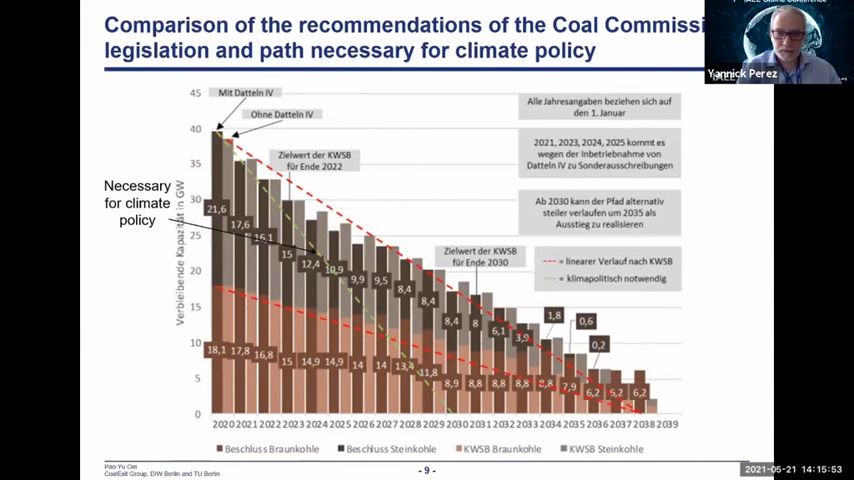 Comparison of the recommendations of the Coal Commissi
legislation and path necessary for climate policy
IAEE Online Conference
Yannick Perez
Mit Datteln IV
Ohne Datteln IV
Zielwert der KWSB
für Ende 2022
Alle Jahresangaben beziehen sich auf
den 1. Januar
2021, 2023, 2024, 2025 kommt es
wegen der Inbetriebnahme von
Datteln IV zu Sonderausschreibungen
Ab 2030 kann der Pfad alternativ
steiler verlaufen um 2035 als
Ausstieg zu realisieren
Zielwert der KWSB
für Ende 2030
= linearer Verlauf nach KWSB
= klimapolitisch notwendig
Necessary
for climate
policy
Verbleibende Kapazität in GW
45
40
35
30
25
20
15
10
5
0
21,6 17,6 16,1 15 12,4 10,9 9,9 9,5 8,4 8,4 8,4 8 6,1 3,9 1,8 0,6 0,2
18,1 17,8 16,8 15 14,9 14,9 14 14 13,4 11,8 8,9 8,8 8,8 8,8 8,8 7,9 6,2 6,2 6,2
2020 2021 2022 2023 2024 2025 2026 2027 2028 2029 2030 2031 2032 2033 2034 2035 2036 2037 2038 2039
Beschluss Braunkohle Beschluss Steinkohle KWSB Braunkohle KWSB Steinkohle
Pao-Yu Oei
CoalExit Group, DIW Berlin and TU Berlin
- 9 -
2021-05-21 14:15:53